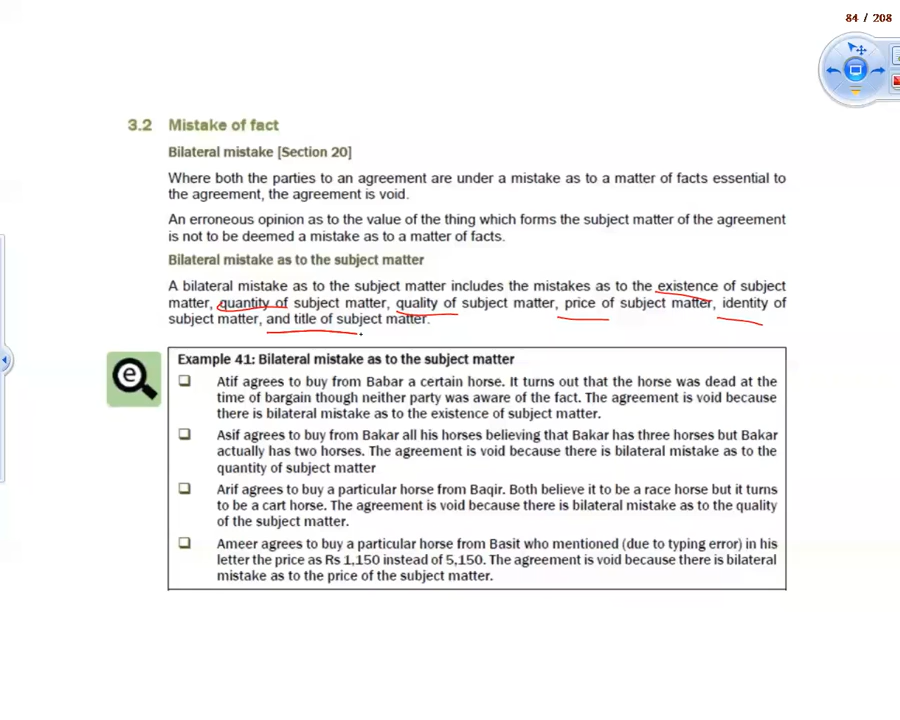 84 / 208
3.2 Mistake of fact
Bilateral mistake [Section 20]
Where both the parties to an agreement are under a mistake as to a matter of facts essential to
the agreement, the agreement is void.
An erroneous opinion as to the value of the thing which forms the subject matter of the agreement
is not to be deemed a mistake as to a matter of facts.
Bilateral mistake as to the subject matter
A bilateral mistake as to the subject matter includes the mistakes as to the existence of subject
matter, quantity of subject matter, quality of subject matter, price of subject matter, identity of
subject matter, and title of subject matter.
e
Example 41: Bilateral mistake as to the subject matter
Atif agrees to buy from Babar a certain horse. It turns out that the horse was dead at the
time of bargain though neither party was aware of the fact. The agreement is void because
there is bilateral mistake as to the existence of subject matter.
Asif agrees to buy from Bakar all his horses believing that Bakar has three horses but Bakar
actually has two horses. The agreement is void because there is bilateral mistake as to the
quantity of subject matter
Arif agrees to buy a particular horse from Baqir. Both believe it to be a race horse but it turns
to be a cart horse. The agreement is void because there is bilateral mistake as to the quality
of the subject matter.
Ameer agrees to buy a particular horse from Basit who mentioned (due to typing error) in his
letter the price as Rs 1,150 instead of 5,150. The agreement is void because there is bilateral
mistake as to the price of the subject matter.